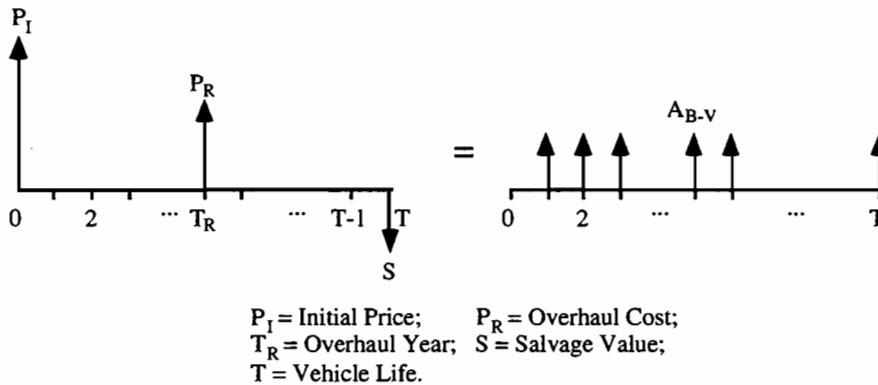 P_I
P_R
A_B-V
=
0 2 ... T_R ... T-1 T
0 2 ... ... T
S
P_I = Initial Price; P_R = Overhaul Cost;
T_R = Overhaul Year; S = Salvage Value;
T = Vehicle Life.